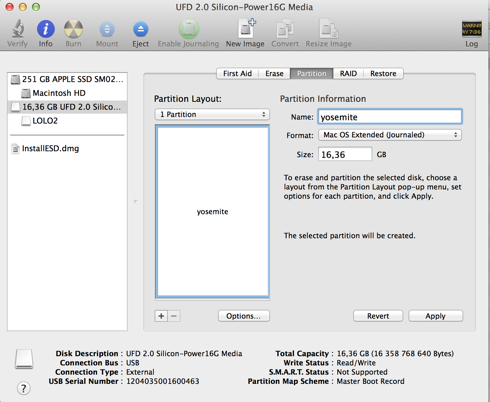 UFD 2.0 Silicon-Power16G Media
Verify Info Burn Mount Eject Enable Journaling New Image Convert Resize Image Log
First Aid Erase Partition RAID Restore
251 GB APPLE SSD SM02...
Macintosh HD
16,36 GB UFD 2.0 Silico...
LOLO2
InstallESD.dmg
Partition Layout:
1 Partition
yosemite
Options...
Partition Information
Name: yosemite
Format: Mac OS Extended (Journaled)
Size: 16,36 GB
To erase and partition the selected disk, choose a
layout from the Partition Layout pop-up menu, set
options for each partition, and click Apply.
The selected partition will be created.
Revert Apply
Disk Description : UFD 2.0 Silicon-Power16G Media
Connection Bus : USB
Connection Type : External
USB Serial Number : 1204035001600463
Total Capacity : 16,36 GB (16 358 768 640 Bytes)
Write Status : Read/Write
S.M.A.R.T. Status : Not Supported
Partition Map Scheme : Master Boot Record